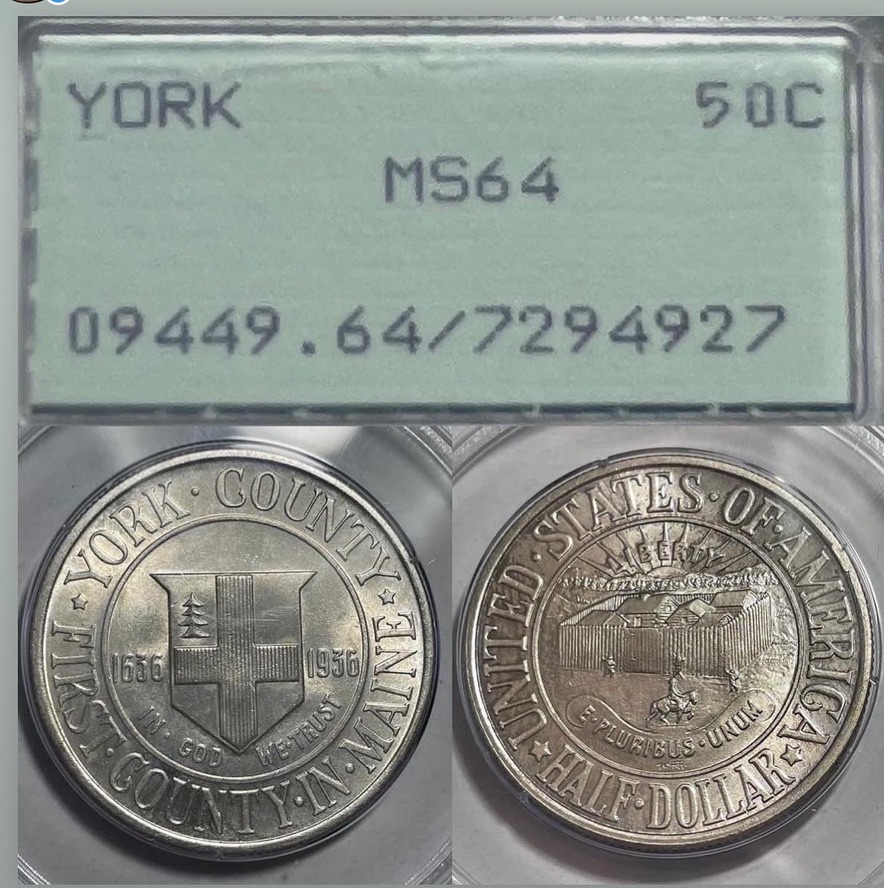 YORK 50C
MS64
09449.64/7294927
YORK · COUNTY
FIRST · COUNTY · IN · MAINE
1636 1936
IN · GOD WE · TRUST
UNITED · STATES · OF · AMERICA
LIBERTY
E · PLURIBUS · UNUM
HALF · DOLLAR